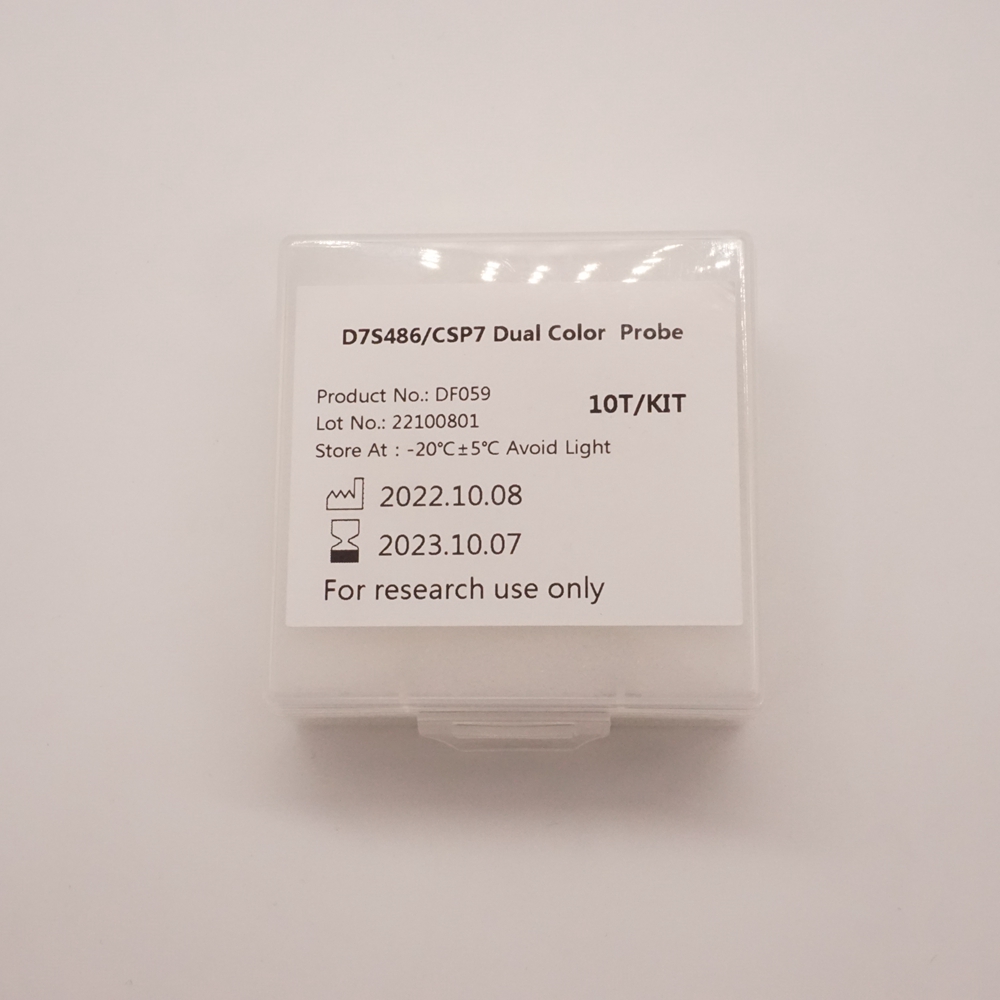 D7S486/CSP7 Dual Color Probe
Product No.: DF059
10T/KIT
Lot No.: 22100801
Store At : -20℃±5℃ Avoid Light
2022.10.08
2023.10.07
For research use only